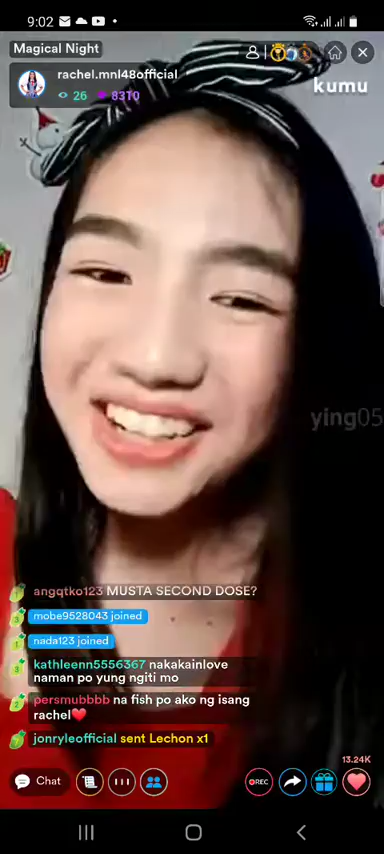 9:02
Magical Night
rachel.mnl48official
26 8310
kumu
ying05
angqtko123 MUSTA SECOND DOSE?
mobe9528043 joined
nada123 joined
kathleenn5556367 nakakainlove
naman po yung ngiti mo
persmubbbb na fish po ako ng isang
rachel❤️
jonryleofficial sent Lechon x1
13.24K
Chat
REC